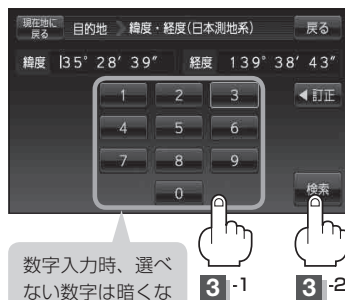 現在地に
戻る
目的地 緯度・経度(日本測地系) 戻る
緯度 35°28′39″ 経度 139°38′43″
1 2 3 ◀訂正
4 5 6
7 8 9
0 検索
3-1 3-2
数字入力時、選べ
ない数字は暗くな